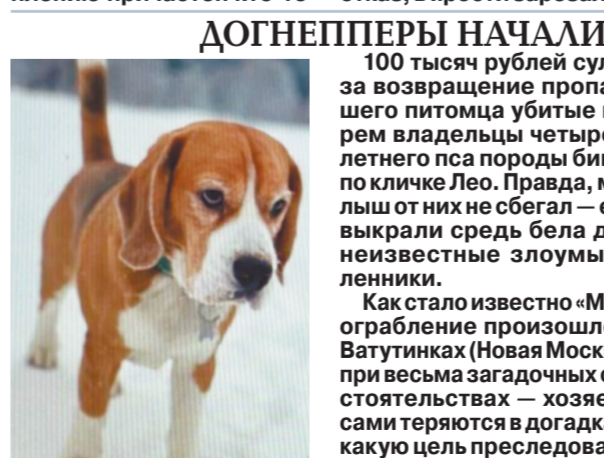 ДОГНЕППЕРЫ НАЧАЛИ
100 тысяч рублей сул
за возвращение пропа
шего питомца убитые
рем владельцы четыре
летнего пса породы би
по кличке Лео. Правда, м
лыш от них не сбегал — е
выкрали средь бела д
неизвестные злоумы
ленники.
Как стало известно «М
ограбление произошл
Ватутинках (Новая Моск
при весьма загадочных о
стоятельствах — хозяе
сами теряются в догадка
какую цель преследова